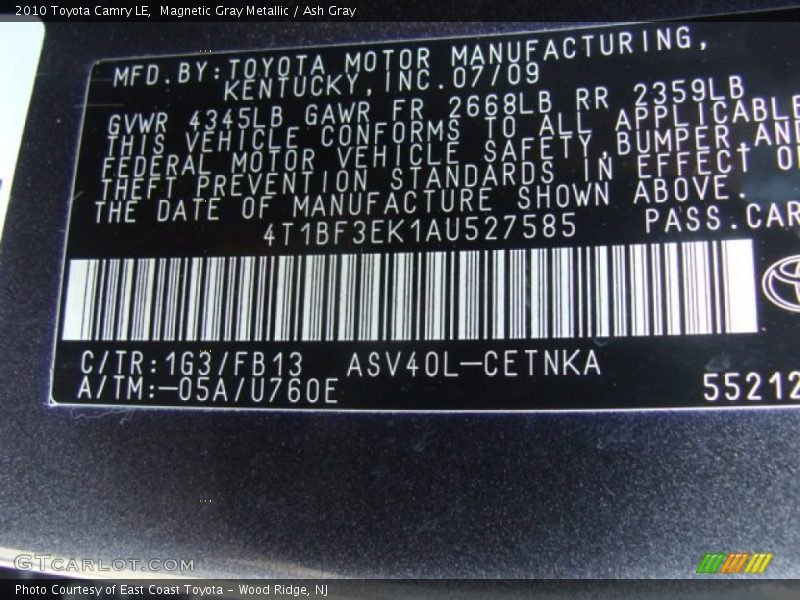 2010 Toyota Camry LE, Magnetic Gray Metallic / Ash Gray
MFD.BY:TOYOTA MOTOR MANUFACTURING,
KENTUCKY,INC.07/09
GVWR 4345LB GAWR FR 2668LB RR 2359LB
THIS VEHICLE CONFORMS TO ALL APPLICABLE
FEDERAL MOTOR VEHICLE SAFETY,BUMPER,AND
THEFT PREVENTION STANDARDS IN EFFECT O
THE DATE OF MANUFACTURE SHOWN ABOVE.
4T1BF3EK1AU527585 PASS.CAR
C/TR:1G3/FB13 ASV40L-CETNKA
A/TM:-05A/U760E 55212
GTCARLOT.COM
Photo Courtesy of East Coast Toyota - Wood Ridge, NJ